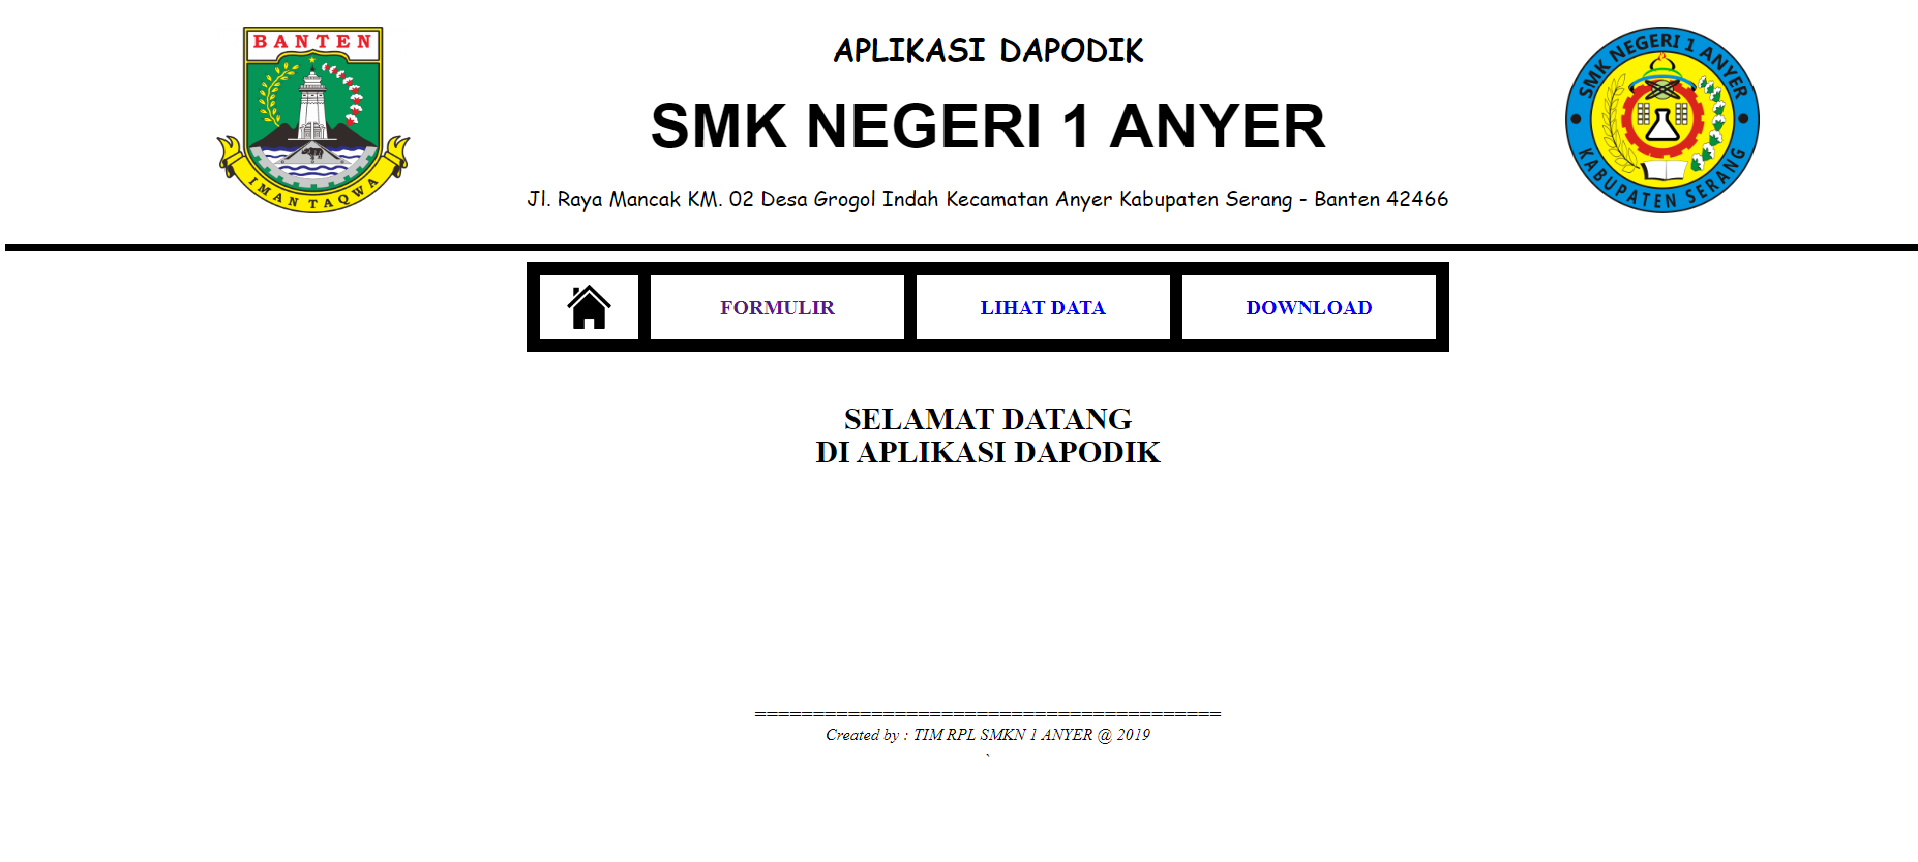 BANTEN
IMAN TAQWA
APLIKASI DAPODIK
SMK NEGERI 1 ANYER
Jl. Raya Mancak KM. 02 Desa Grogol Indah Kecamatan Anyer Kabupaten Serang - Banten 42466
SMK NEGERI 1 ANYER
KABUPATEN SERANG
FORMULIR LIHAT DATA DOWNLOAD
SELAMAT DATANG
DI APLIKASI DAPODIK
========================================
Created by : TIM RPL SMKN 1 ANYER @ 2019
`